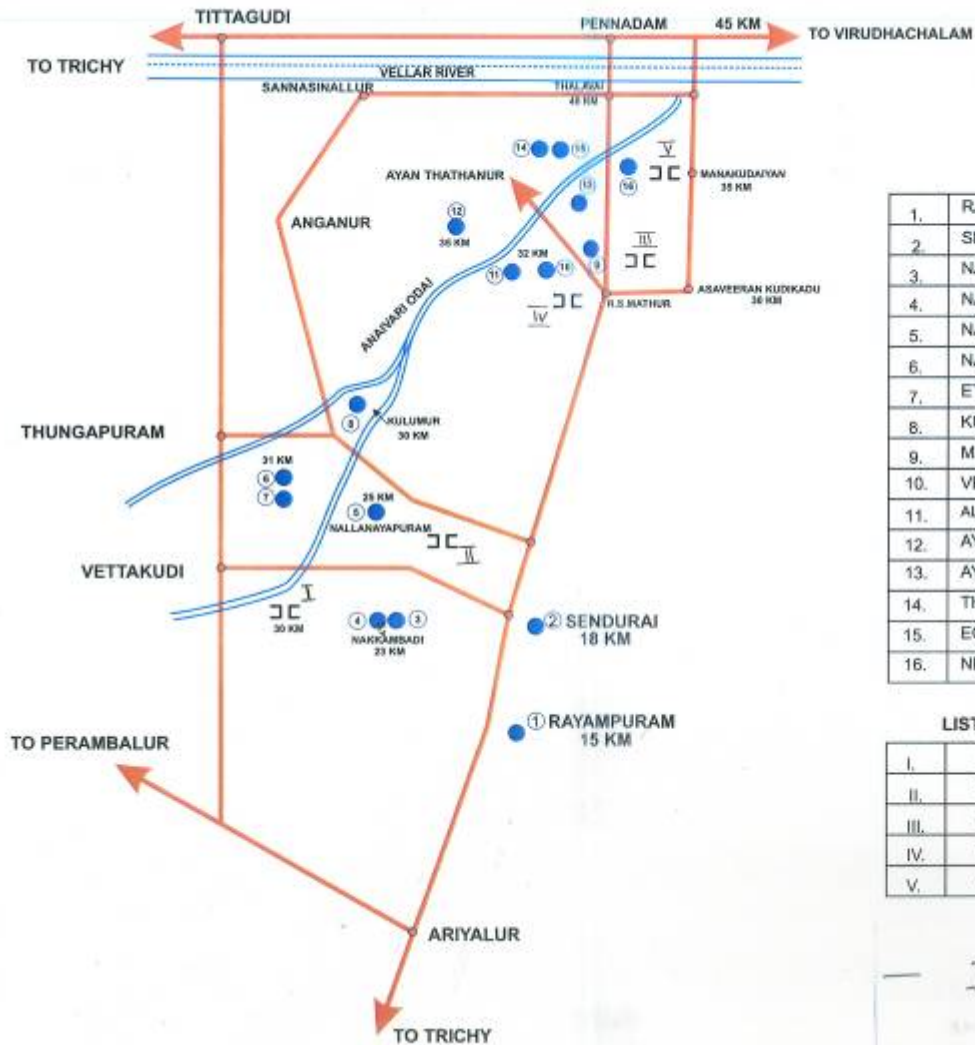 TITTAGUDI
PENNADAM
45 KM
TO VIRUDHACHALAM
TO TRICHY
VELLAR RIVER
SANNASINALLUR
THALAVAI
40 KM
14
15
V
AYAN THATHANUR
13
16
MANAKUDAIYAN
35 KM
12
ANGANUR
36 KM
III
32 KM
11
10
9
IV
R.S.MATHUR
ASAVEERAN KUDIKADU
30 KM
ANAIVARI ODAI
8
KULUMUR
30 KM
THUNGAPURAM
31 KM
6
7
25 KM
5
NALLANAYAPURAM
II
VETTAKUDI
I
30 KM
4
3
NAKKAMBADI
23 KM
2 SENDURAI
18 KM
1 RAYAMPURAM
15 KM
TO PERAMBALUR
ARIYALUR
TO TRICHY
1.
2.
3.
4.
5.
6.
7.
8.
9.
10.
11.
12.
13.
14.
15.
16.
LIST
I.
II.
III.
IV.
V.